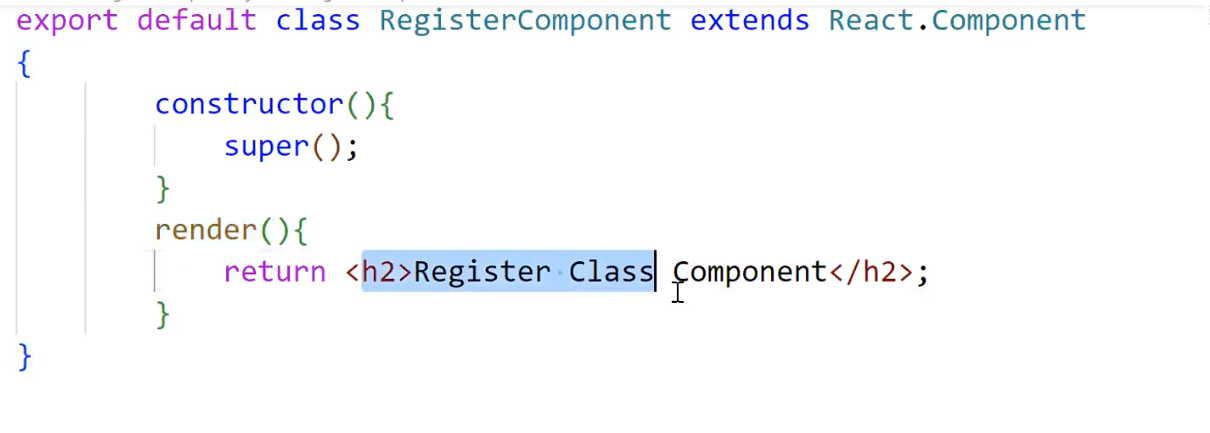 export default class RegisterComponent extends React.Component
{
constructor(){
super();
}
render(){
return <h2>Register Class Component</h2>;
}
}